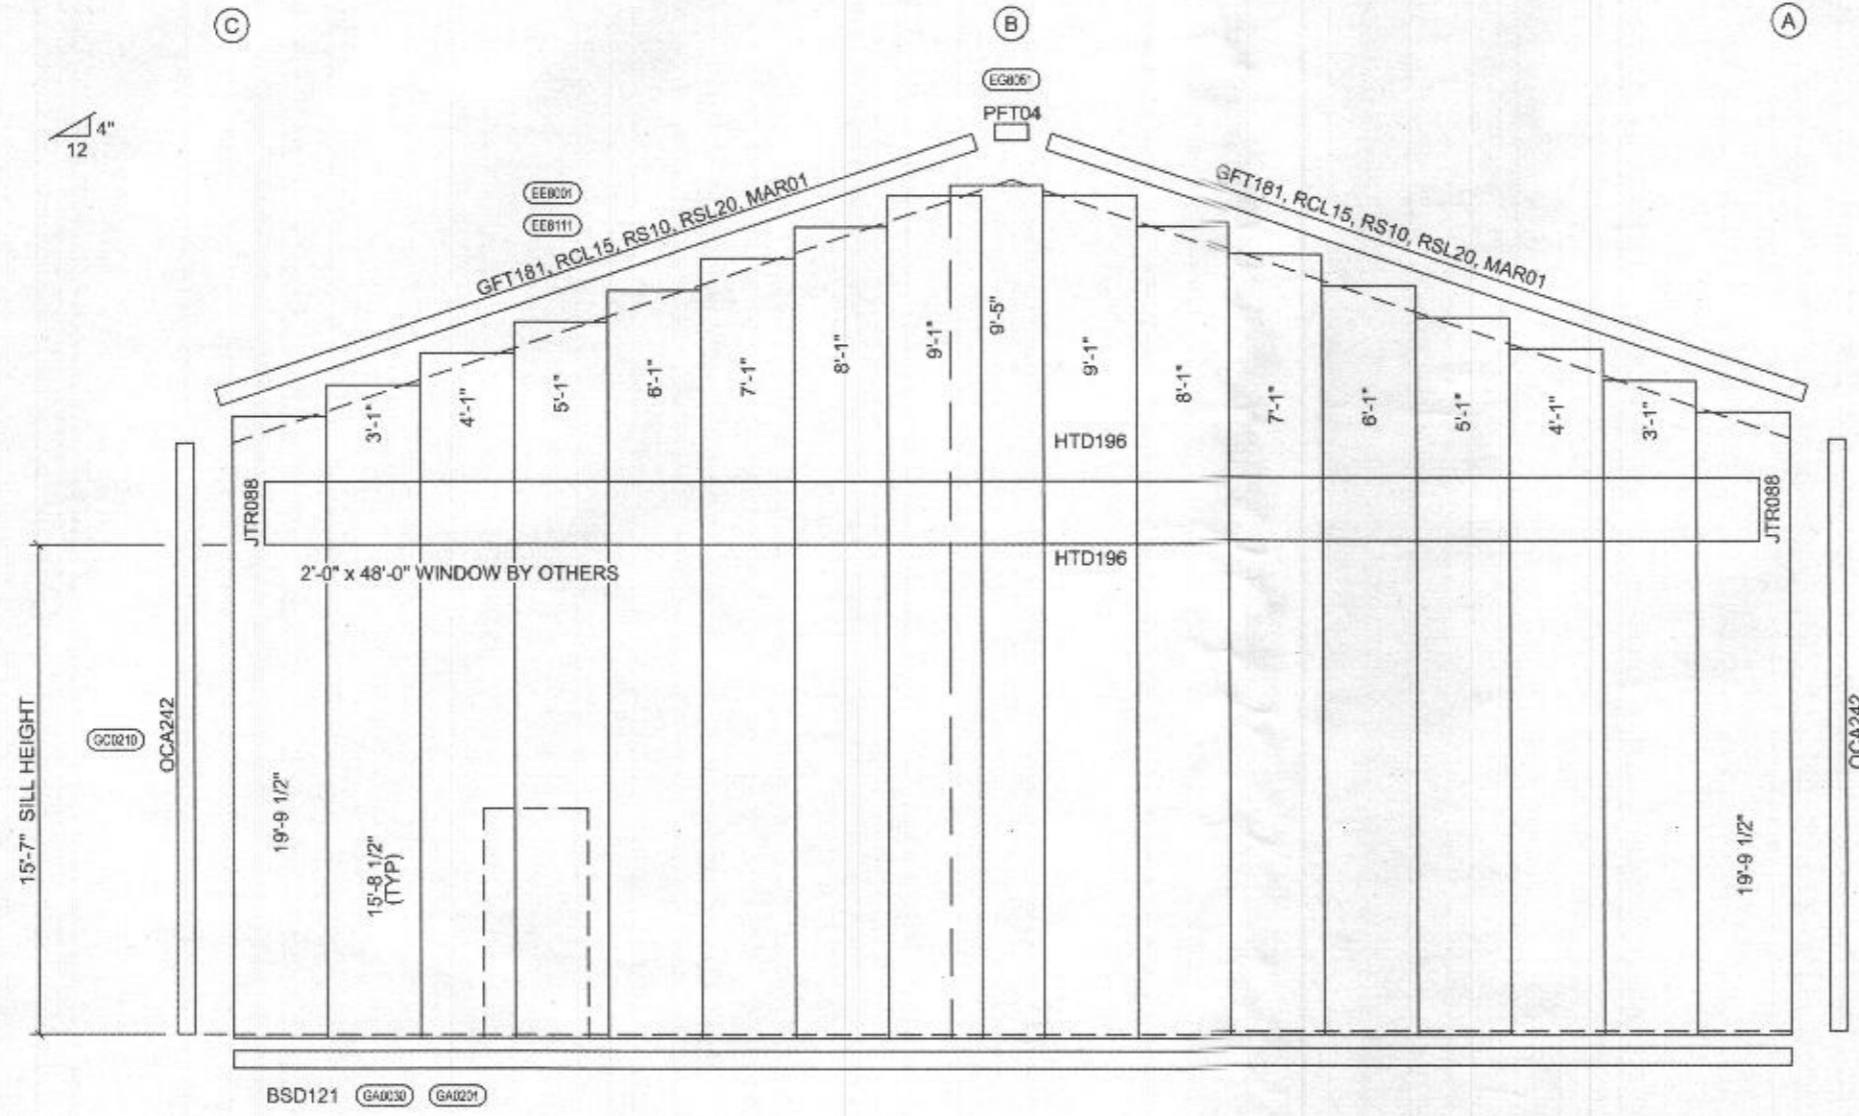 C
B
A
EG8051
PFT04
4"
12
EE8001
EE8111
GFT181, RCL15, RS10, RSL20, MAR01
GFT181, RCL15, RS10, RSL20, MAR01
3'-1"
4'-1"
5'-1"
6'-1"
7'-1"
8'-1"
9'-1"
9'-5"
9'-1"
8'-1"
7'-1"
6'-1"
5'-1"
4'-1"
3'-1"
HTD196
JTR088
JTR088
HTD196
2'-0" x 48'-0" WINDOW BY OTHERS
15'-7" SILL HEIGHT
GC0210
OCA242
OCA242
19'-9 1/2"
15'-8 1/2"
(TYP)
19'-9 1/2"
BSD121 GA0030 GA0201